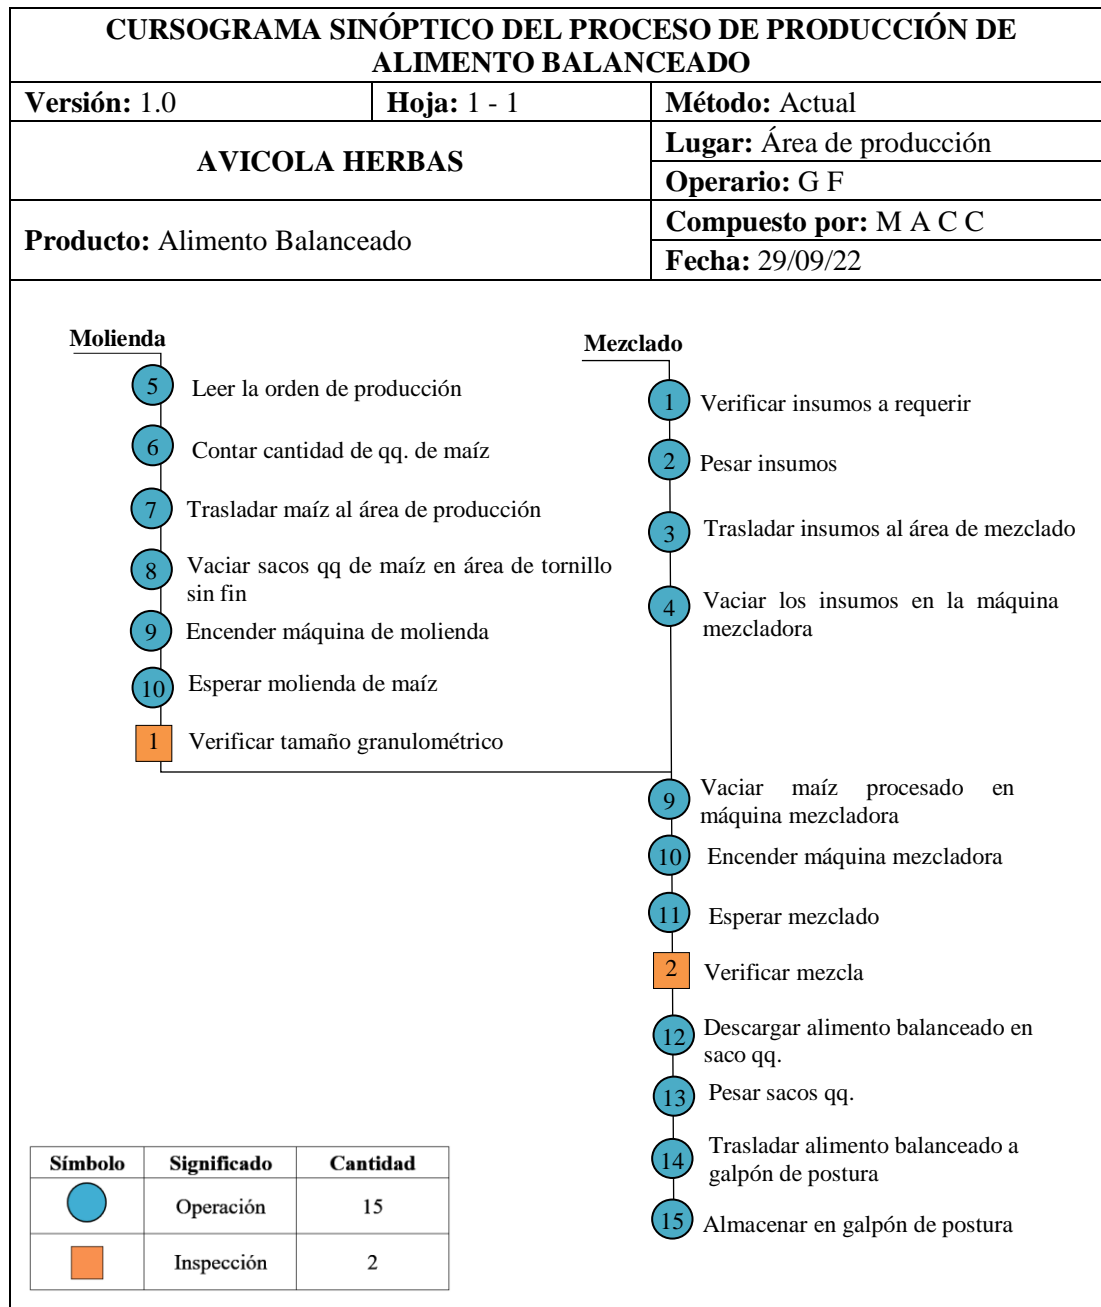 CURSOGRAMA SINÓPTICO DEL PROCESO DE PRODUCCIÓN DE
ALIMENTO BALANCEADO
Versión: 1.0
Hoja: 1 - 1
Método: Actual
AVICOLA HERBAS
Lugar: Área de producción
Operario: G F
Producto: Alimento Balanceado
Compuesto por: M A C C
Fecha: 29/09/22
Molienda
5 Leer la orden de producción
6 Contar cantidad de qq. de maíz
7 Trasladar maíz al área de producción
8 Vaciar sacos qq de maíz en área de tornillo
sin fin
9 Encender máquina de molienda
10 Esperar molienda de maíz
1 Verificar tamaño granulométrico
Mezclado
1 Verificar insumos a requerir
2 Pesar insumos
3 Trasladar insumos al área de mezclado
4 Vaciar los insumos en la máquina
mezcladora
9 Vaciar maíz procesado en
máquina mezcladora
10 Encender máquina mezcladora
11 Esperar mezclado
2 Verificar mezcla
12 Descargar alimento balanceado en
saco qq.
13 Pesar sacos qq.
14 Trasladar alimento balanceado a
galpón de postura
15 Almacenar en galpón de postura
Símbolo Significado Cantidad
Operación 15
Inspección 2